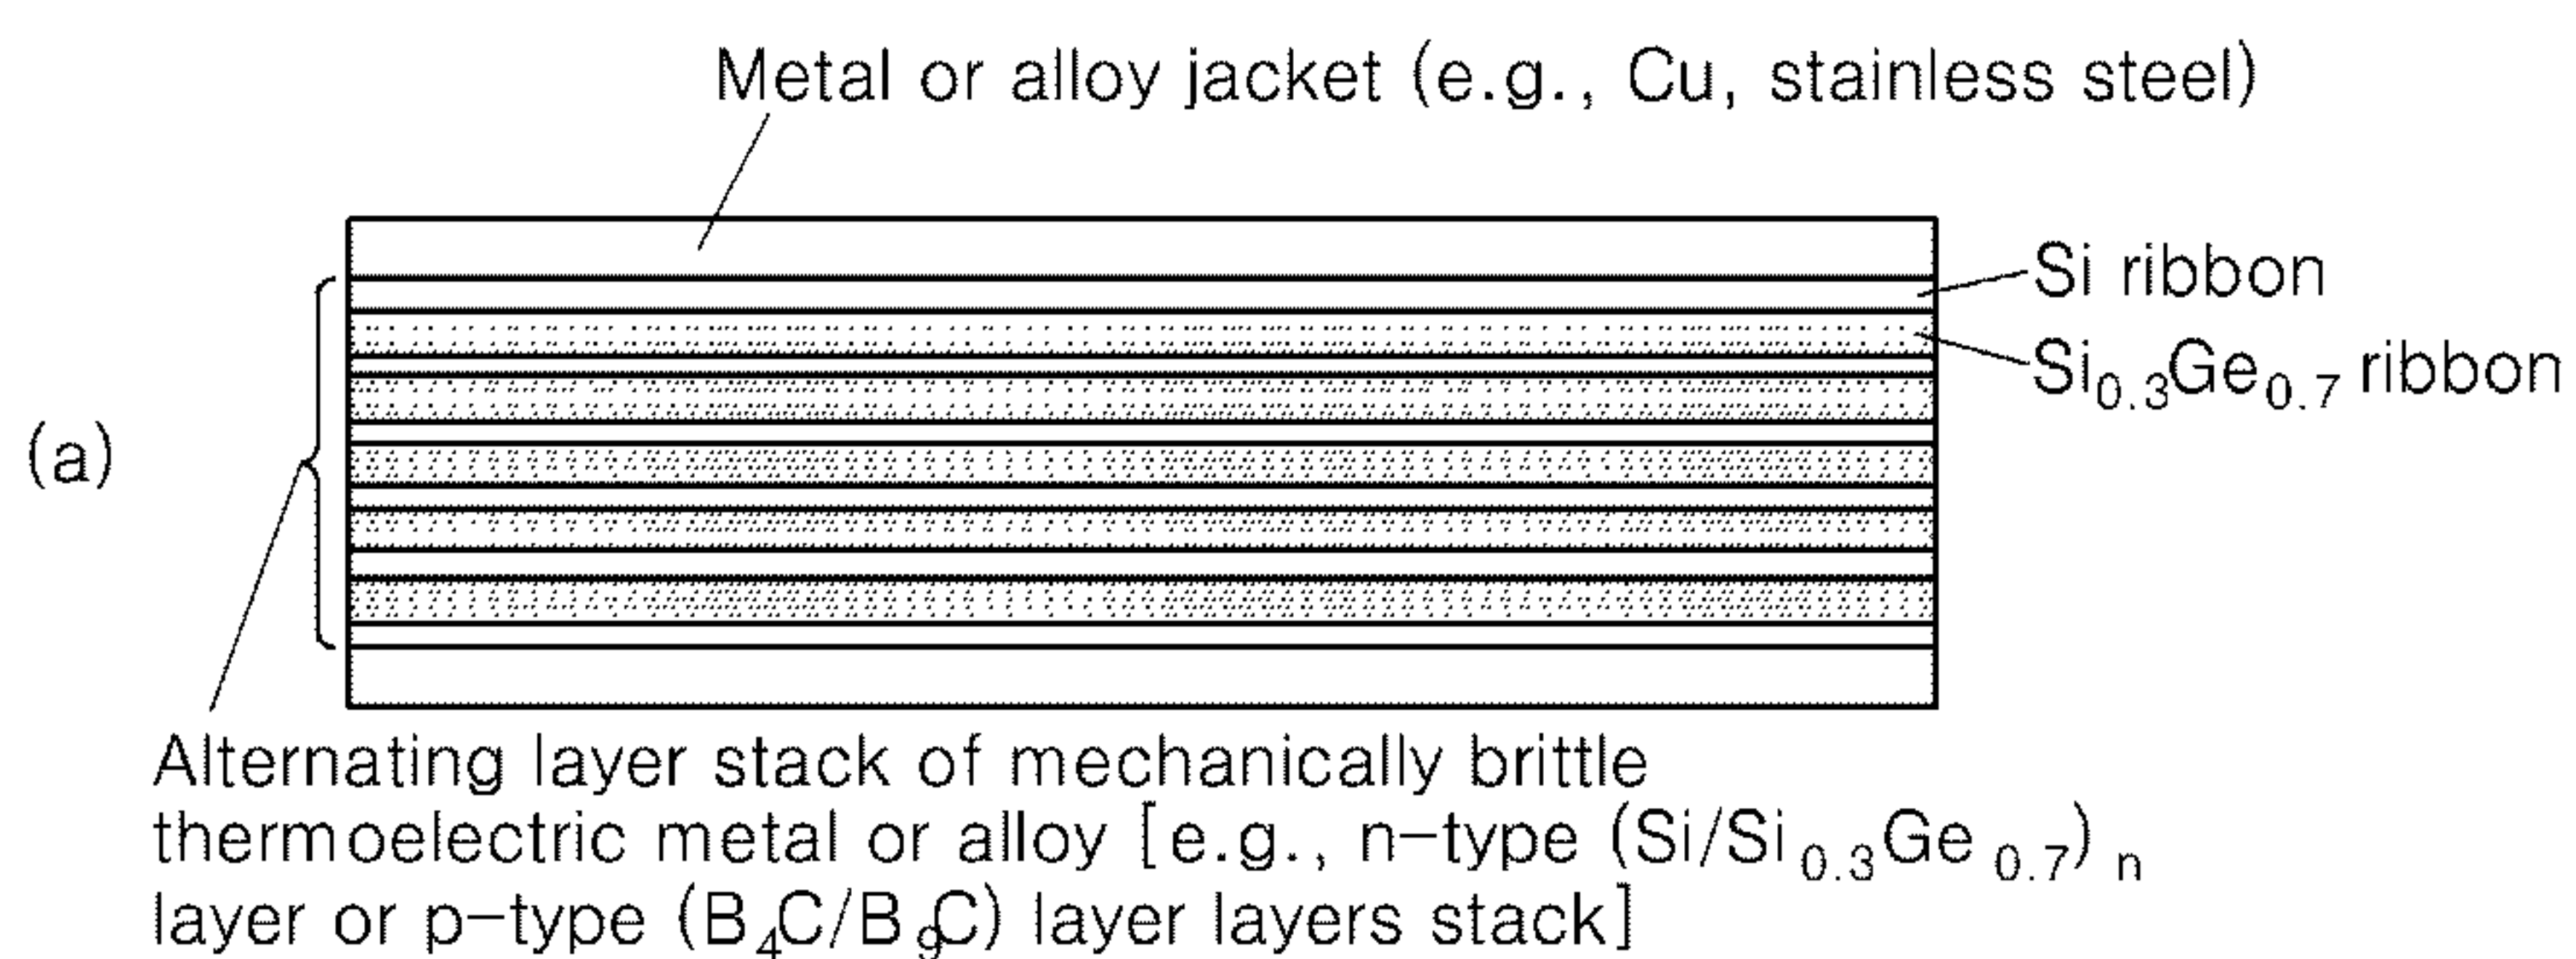 Metal or alloy jacket (e.g., Cu, stainless steel)
Si ribbon
Si0.3Ge0.7 ribbon
(a)
Alternating layer stack of mechanically brittle
thermoelectric metal or alloy [e.g., n-type (Si/Si0.3Ge0.7)n
layer or p-type (B4C/B9C) layer layers stack]